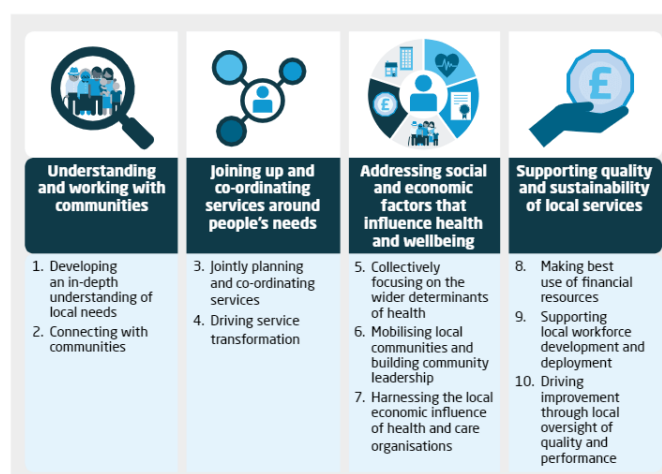 £
£
Understanding
and working with
communities
1. Developing
an in-depth
understanding of
local needs
2. Connecting with
communities
Joining up and
co-ordinating
services around
people's needs
3. Jointly planning
and co-ordinating
services
4. Driving service
transformation
Addressing social
and economic
factors that
influence health
and wellbeing
5. Collectively
focusing on the
wider determinants
of health
6. Mobilising local
communities and
building community
leadership
7. Harnessing the local
economic influence
of health and care
organisations
Supporting quality
and sustainability
of local services
8. Making best
use of financial
resources
9. Supporting
local workforce
development and
deployment
10. Driving
improvement
through local
oversight of
quality and
performance